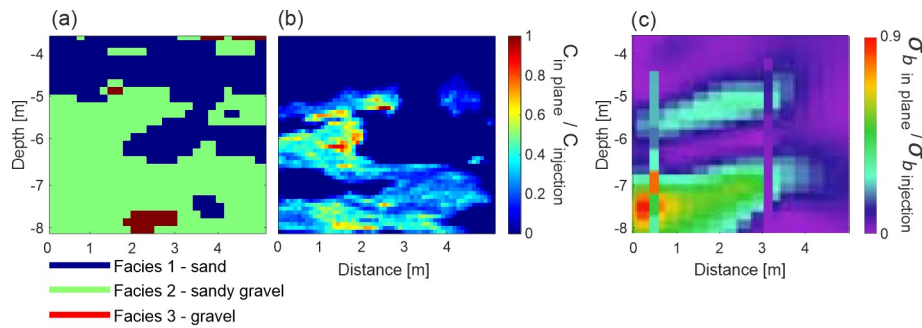 (a)
(b)
(c)
-4
-5
-6
-7
-8
Depth [m]
0 1 2 3 4
0 1 2 3 4
Distance [m]
1
0.8
0.6
0.4
0.2
0
C in plane / C injection
-4
-5
-6
-7
-8
Depth [m]
0 1 2 3 4
Distance [m]
0.9
0
σb in plane / σb injection
Facies 1 - sand
Facies 2 - sandy gravel
Facies 3 - gravel